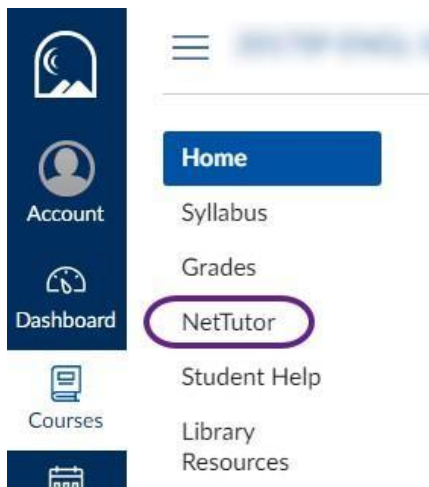 Account
Dashboard
Courses
Home
Syllabus
Grades
NetTutor
Student Help
Library
Resources